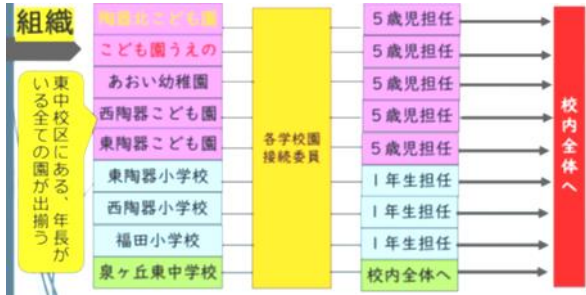 組織
東中校区にある、年長が
いる全ての園が出揃う
陶器北こども園
こども園うえの
あおい幼稚園
西陶器こども園
東陶器こども園
東陶器小学校
西陶器小学校
福田小学校
泉ヶ丘東中学校
各学校園
接続委員
5歳児担任
5歳児担任
5歳児担任
5歳児担任
5歳児担任
1年生担任
1年生担任
1年生担任
校内全体へ
校内全体へ